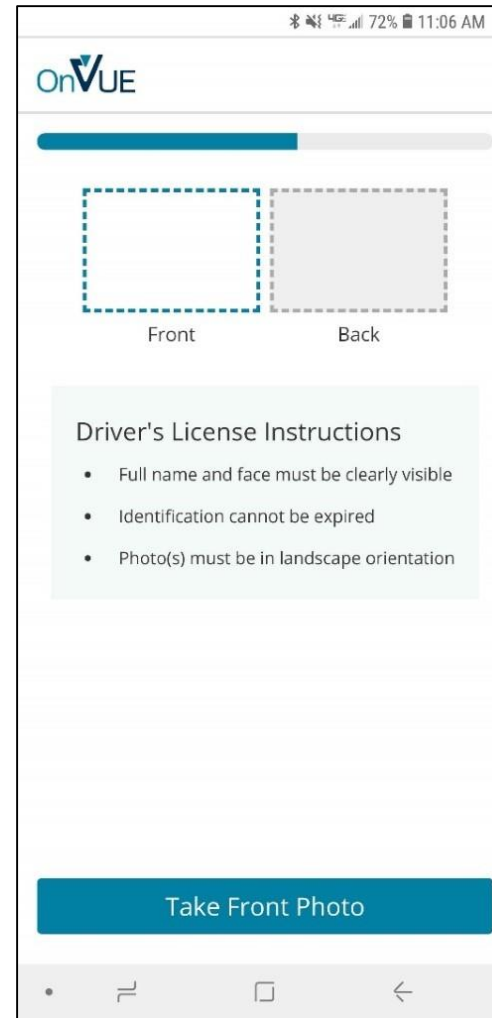 4GE 72% 11:06 AM
OnVUE
Front Back
Driver's License Instructions
• Full name and face must be clearly visible
• Identification cannot be expired
• Photo(s) must be in landscape orientation
Take Front Photo